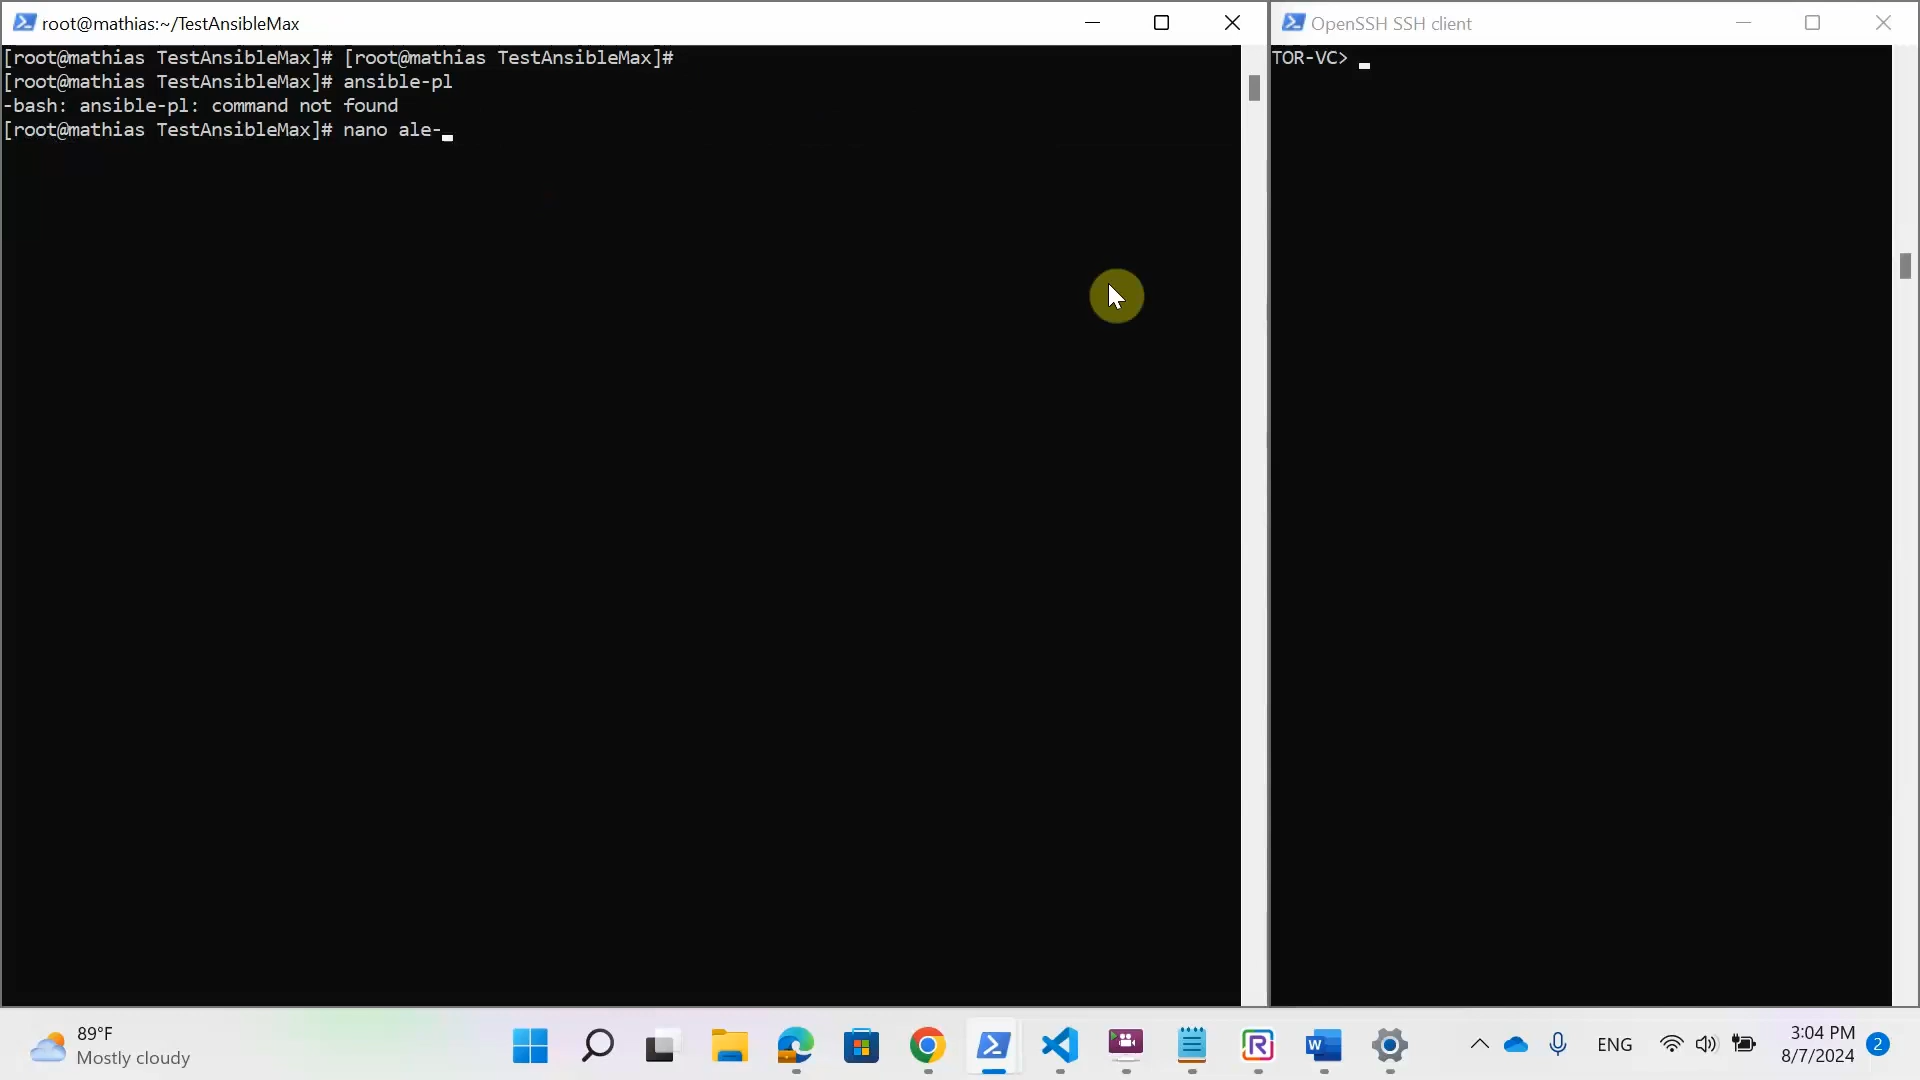 root@mathias:~/TestAnsibleMax
[root@mathias TestAnsibleMax]# [root@mathias TestAnsibleMax]#
[root@mathias TestAnsibleMax]# ansible-pl
-bash: ansible-pl: command not found
[root@mathias TestAnsibleMax]# nano ale-
OpenSSH SSH client
TOR-VC>
89°F
Mostly cloudy
W
ENG
3:04 PM
8/7/2024
2